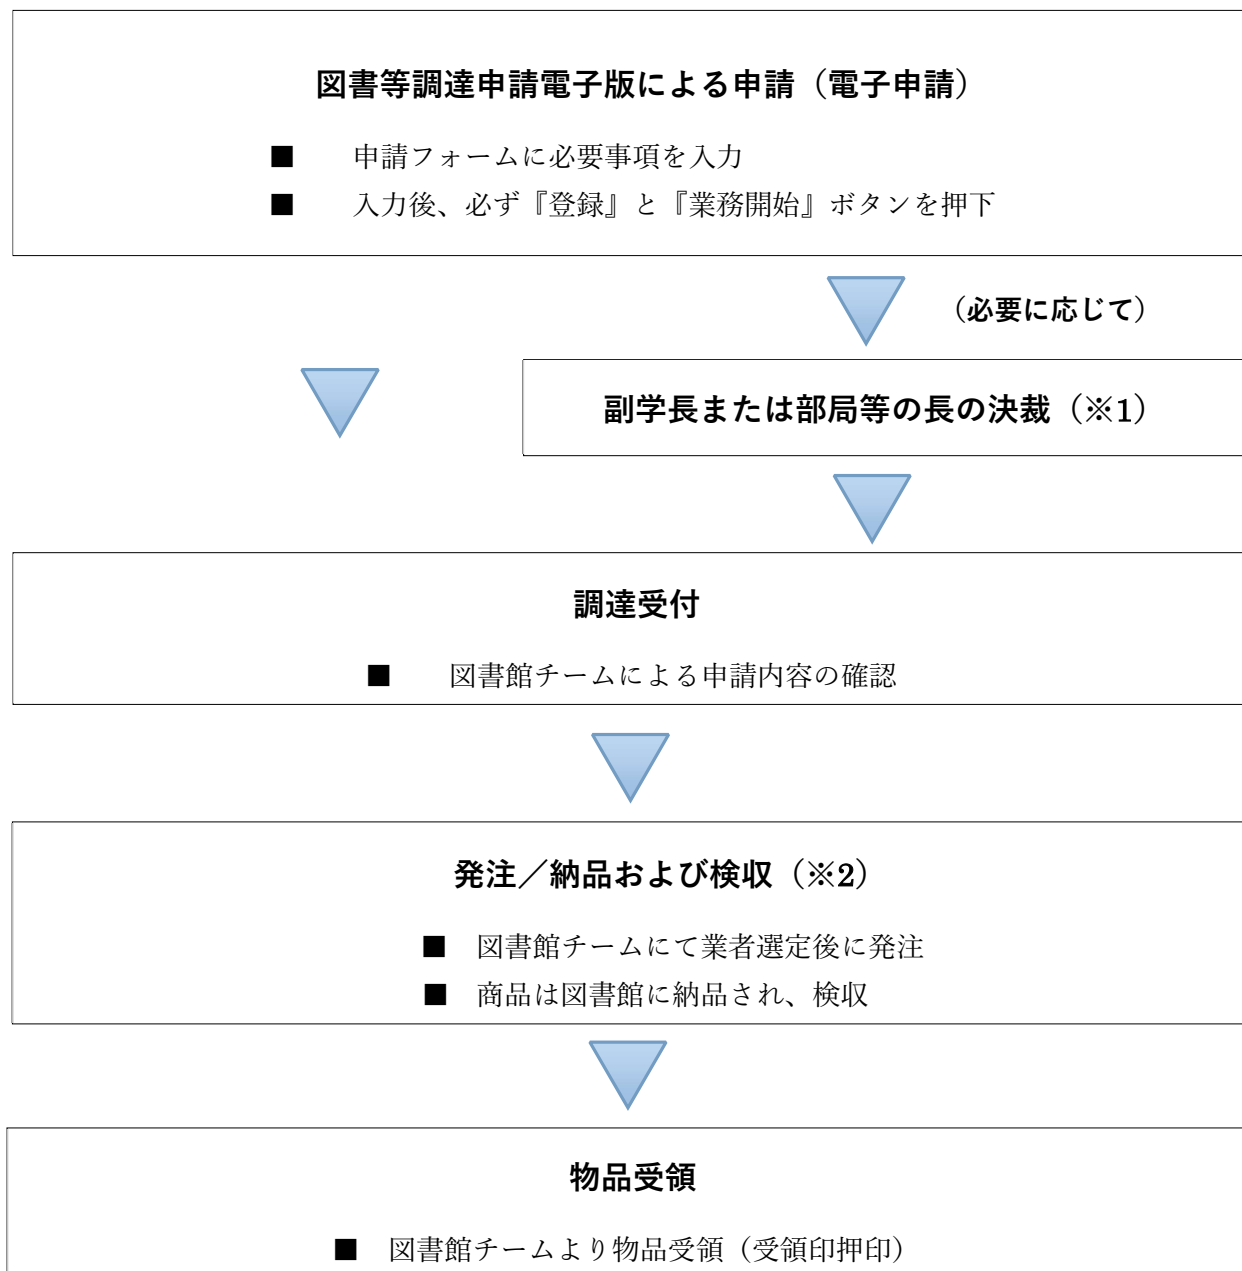 図書等調達申請電子版による申請（電子申請）
■ 申請フォームに必要事項を入力
■ 入力後、必ず『登録』と『業務開始』ボタンを押下
（必要に応じて）
副学長または部局等の長の決裁（※1）
調達受付
■ 図書館チームによる申請内容の確認
発注／納品および検収（※2）
■ 図書館チームにて業者選定後に発注
■ 商品は図書館に納品され、検収
物品受領
■ 図書館チームより物品受領（受領印押印）